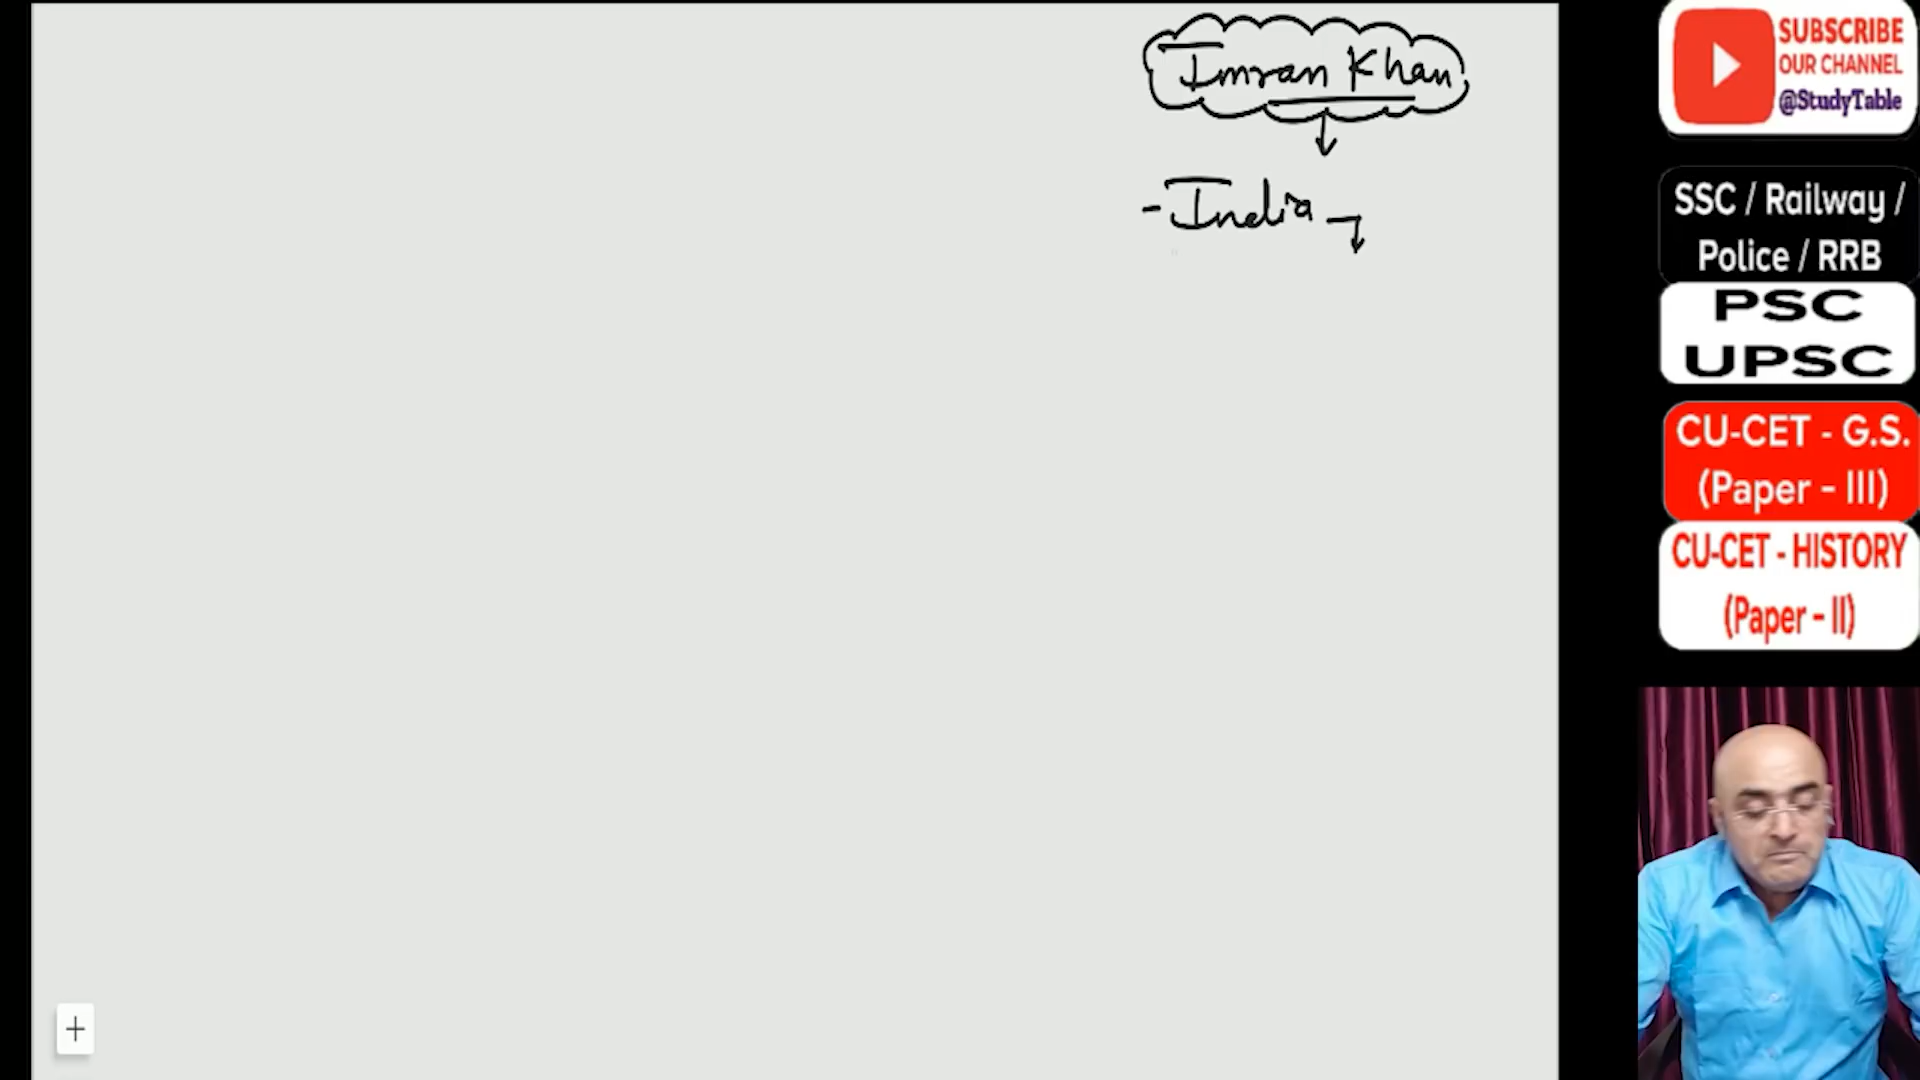 Imran Khan
- India
SUBSCRIBE
OUR CHANNEL
@StudyTable
SSC / Railway /
Police / RRB
PSC
UPSC
CU-CET - G.S.
(Paper - III)
CU-CET - HISTORY
(Paper - II)
+